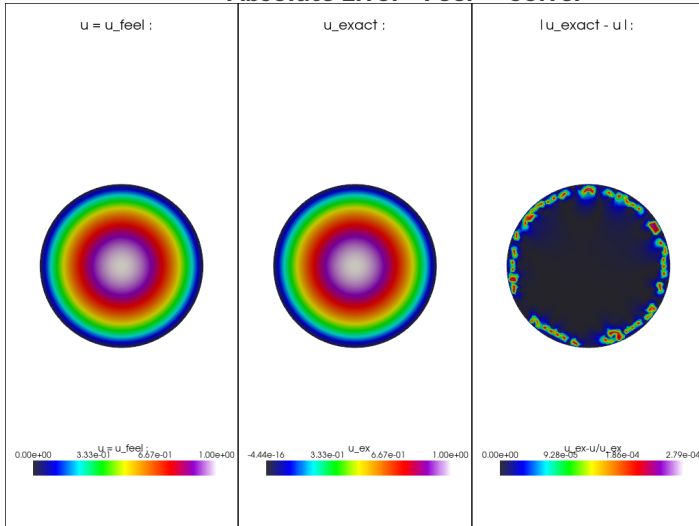 u = u_feel :
u_exact :
|u_exact - u|:
u = u_feel :
0.00e+00 3.33e-01 6.67e-01 1.00e+00
u_ex
-4.44e-16 3.33e-01 6.67e-01 1.00e+00
u_ex-u/u_ex
0.00e+00 9.28e-05 1.86e-04 2.79e-04